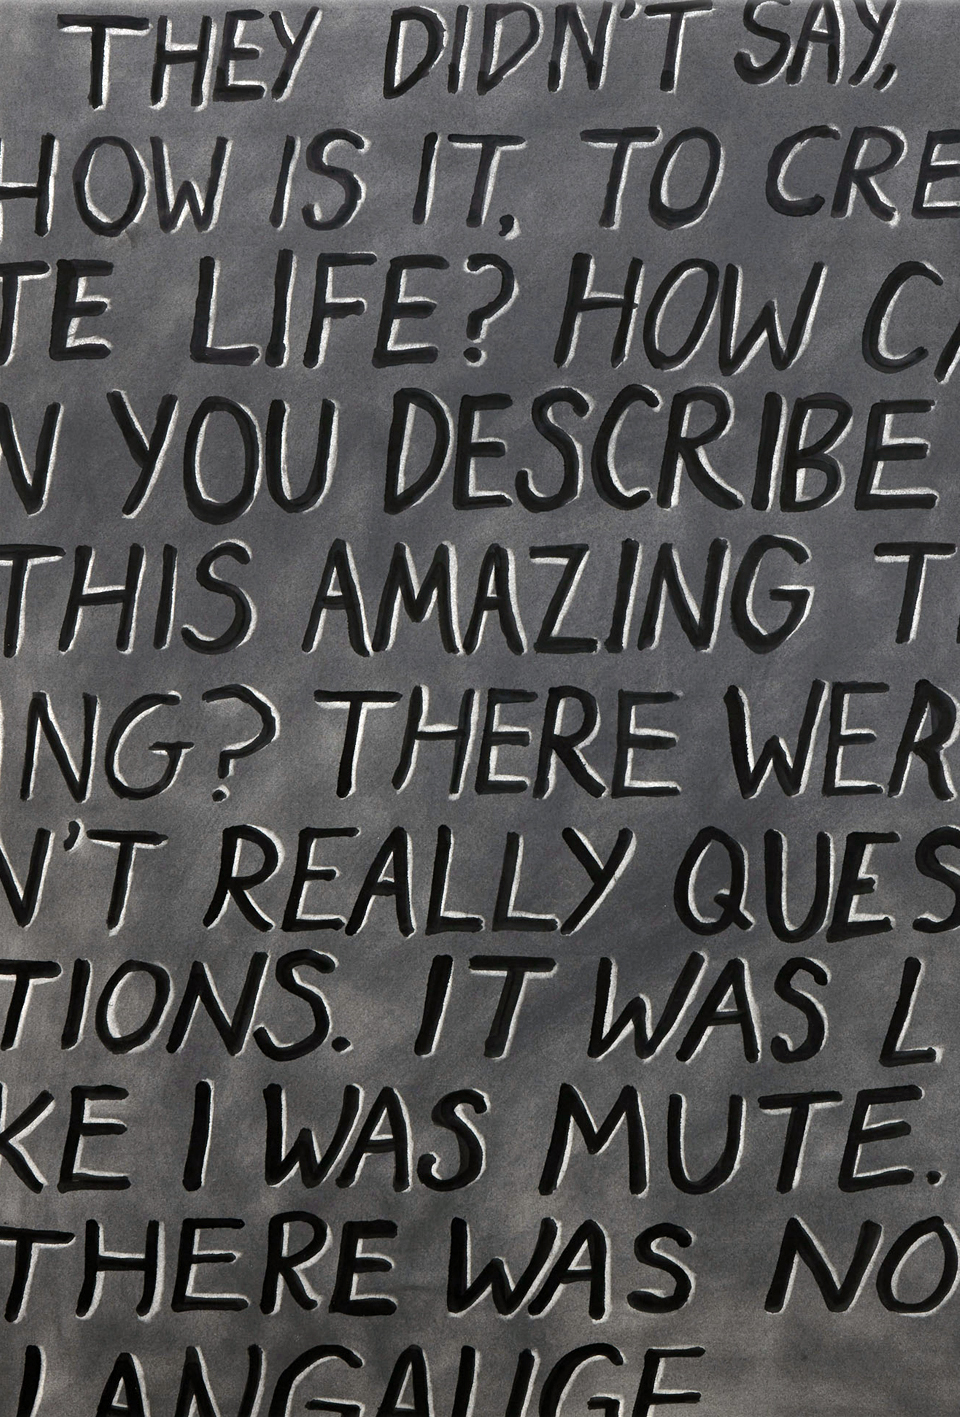 THEY DIDN'T SAY,
HOW IS IT, TO CRE
TE LIFE? HOW CA
N YOU DESCRIBE
THIS AMAZING T
NG? THERE WER
N'T REALLY QUES
TIONS. IT WAS L
KE I WAS MUTE.
THERE WAS NO
LANGAUGE